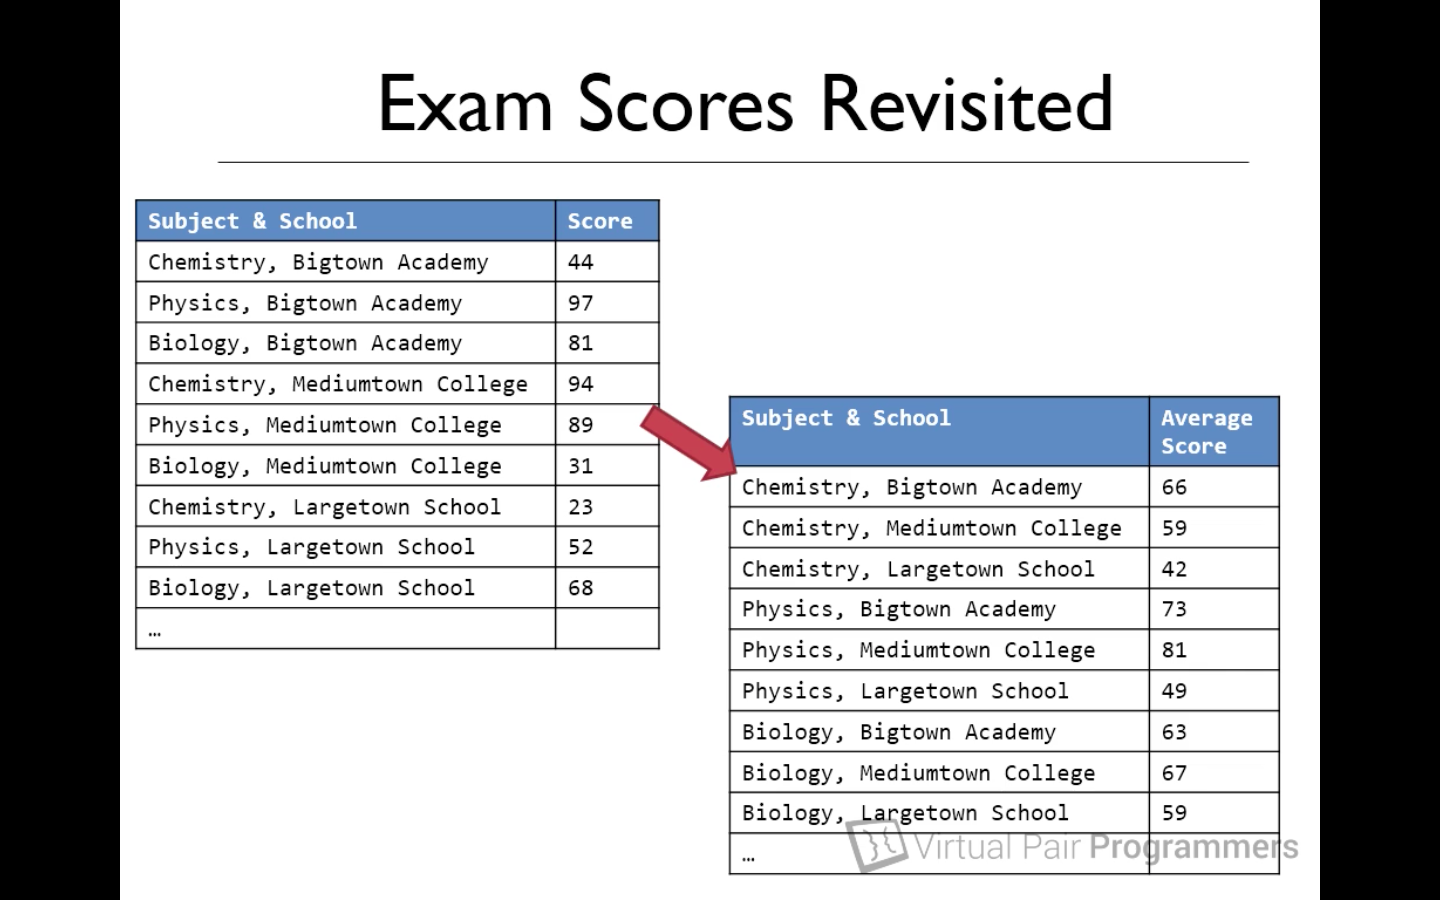 Exam Scores Revisited
Subject & School Score
Chemistry, Bigtown Academy 44
Physics, Bigtown Academy 97
Biology, Bigtown Academy 81
Chemistry, Mediumtown College 94
Physics, Mediumtown College 89
Biology, Mediumtown College 31
Chemistry, Largetown School 23
Physics, Largetown School 52
Biology, Largetown School 68
…
Subject & School Average
Score
Chemistry, Bigtown Academy 66
Chemistry, Mediumtown College 59
Chemistry, Largetown School 42
Physics, Bigtown Academy 73
Physics, Mediumtown College 81
Physics, Largetown School 49
Biology, Bigtown Academy 63
Biology, Mediumtown College 67
Biology, Largetown School 59
…
Virtual Pair Programmers